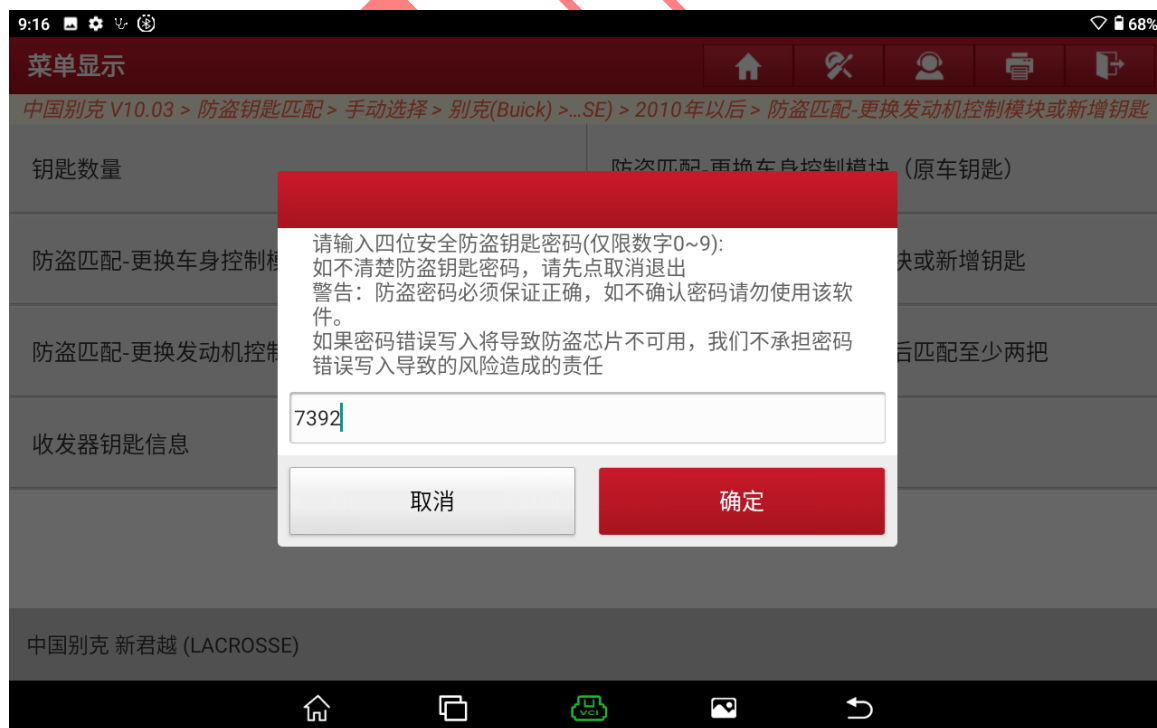 9:16
68%
菜单显示
中国别克 V10.03 > 防盗钥匙匹配 > 手动选择 > 别克(Buick) >...SE) > 2010年以后 > 防盗匹配-更换发动机控制模块或新增钥匙
钥匙数量
防盗匹配-更换车身控制模块（原车钥匙）
请输入四位安全防盗钥匙密码(仅限数字0~9):
如不清楚防盗钥匙密码，请先点取消退出
警告：防盗密码必须保证正确，如不确认密码请勿使用该软
件。
如果密码错误写入将导致防盗芯片不可用，我们不承担密码
错误写入导致的风险造成的责任
防盗匹配-更换车身控制模
块或新增钥匙
防盗匹配-更换发动机控制
后匹配至少两把
7392
收发器钥匙信息
取消
确定
中国别克 新君越 (LACROSSE)
VCI